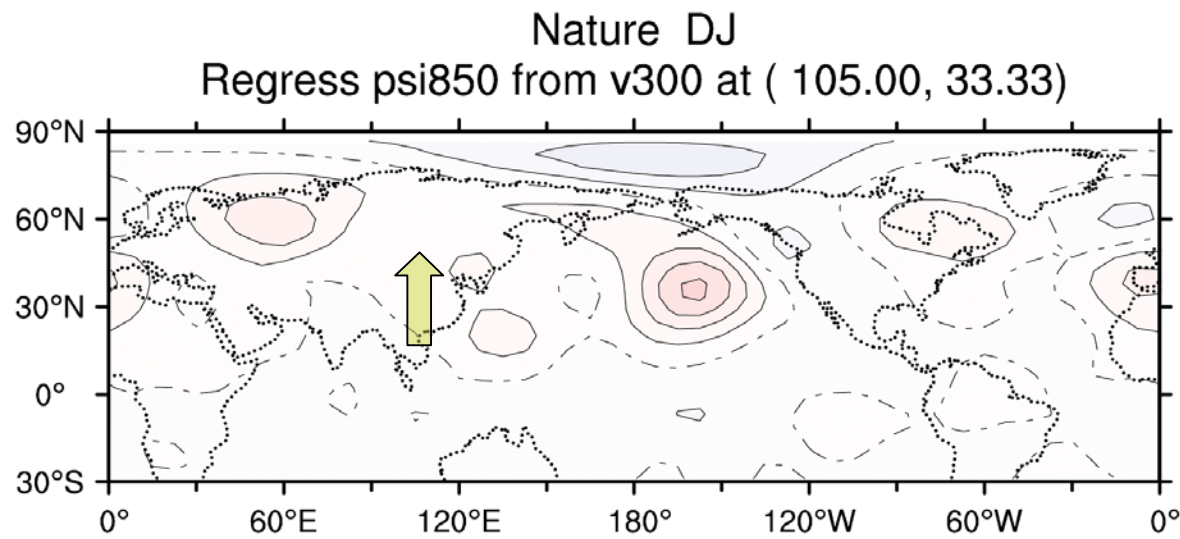 Nature DJ
Regress psi850 from v300 at ( 105.00, 33.33)
90°N
60°N
30°N
0°
30°S
0° 60°E 120°E 180° 120°W 60°W 0°